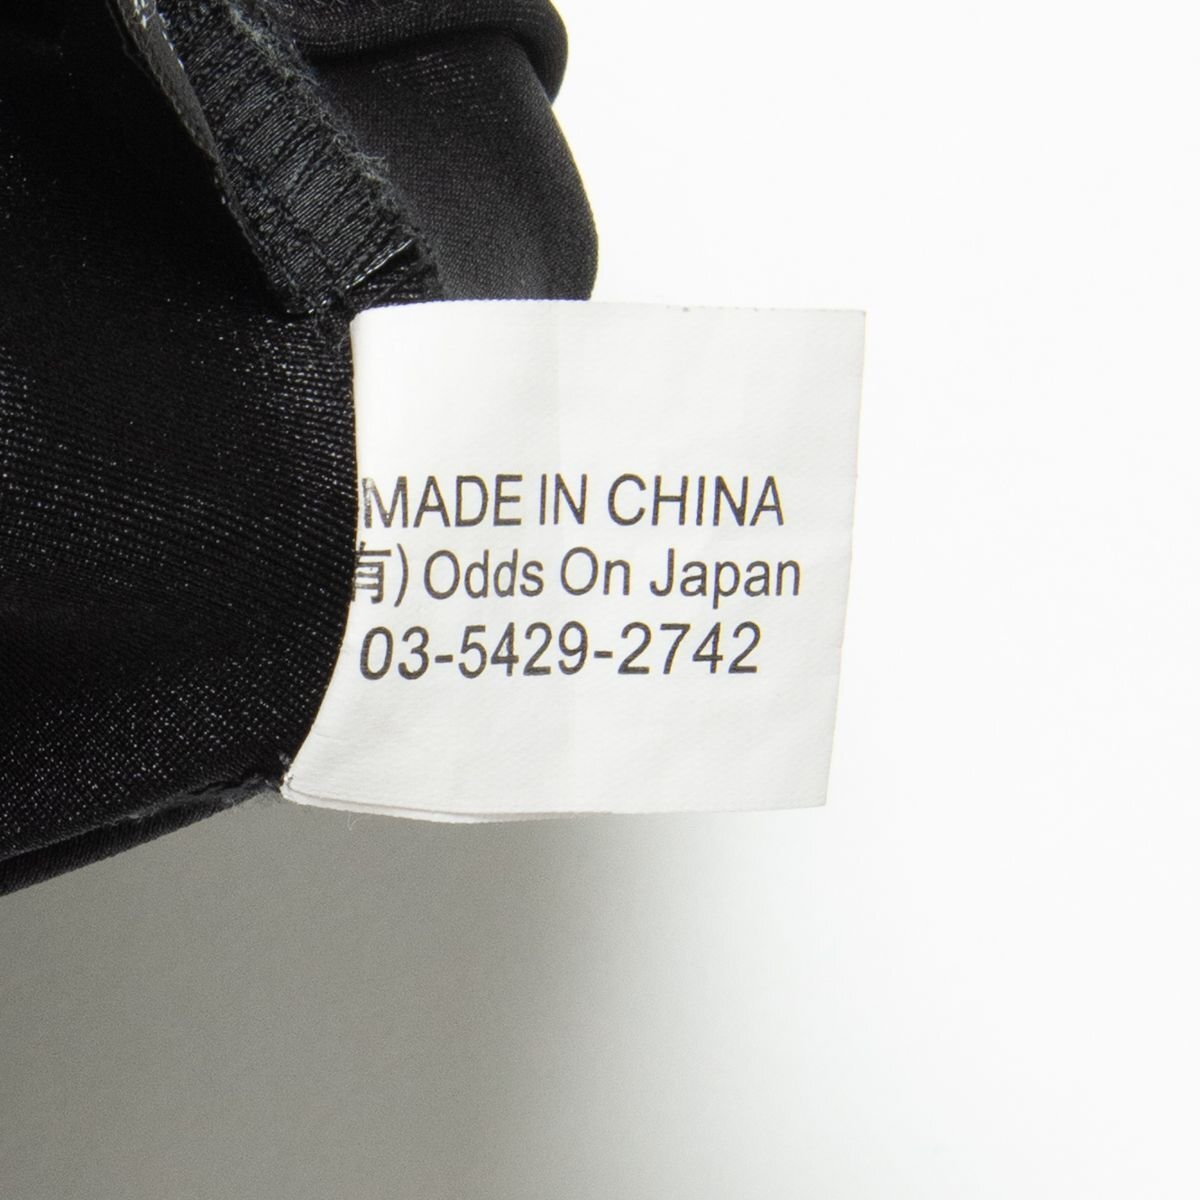 MADE IN CHINA
有) Odds On Japan
03-5429-2742